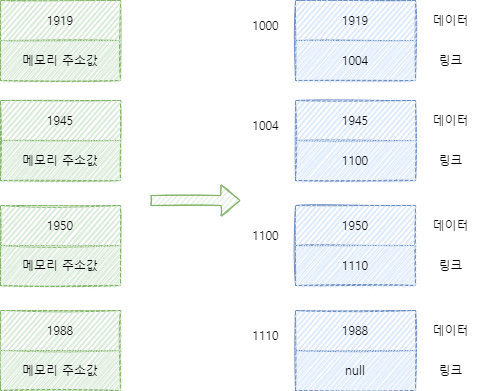 1919
메모리 주소값
1000
1919
데이터
1004
링크
1945
메모리 주소값
1004
1945
데이터
1100
링크
1950
메모리 주소값
1100
1950
데이터
1110
링크
1988
메모리 주소값
1110
1988
데이터
null
링크